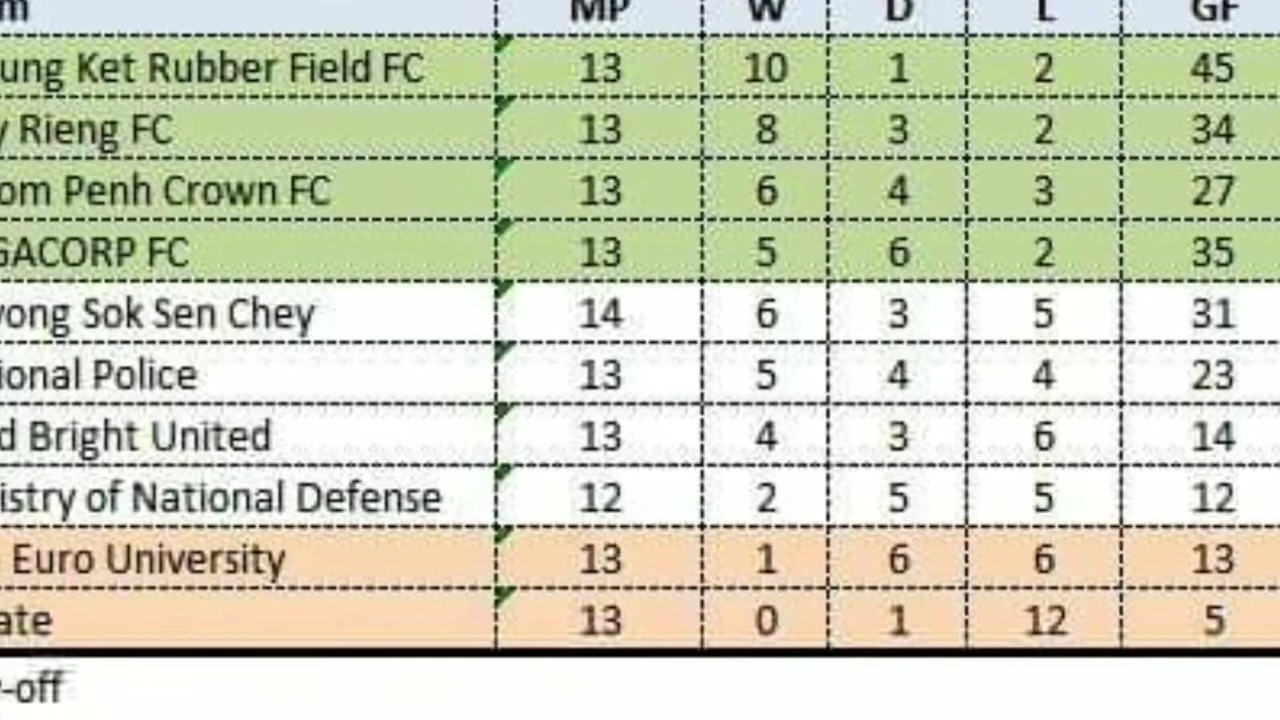 m MP W D L GF
ung Ket Rubber Field FC 13 10 1 2 45
y Rieng FC 13 8 3 2 34
om Penh Crown FC 13 6 4 3 27
GACORP FC 13 5 6 2 35
vong Sok Sen Chey 14 6 3 5 31
ional Police 13 5 4 4 23
d Bright United 13 4 3 6 14
istry of National Defense 12 2 5 5 12
Euro University 13 1 6 6 13
ate 13 0 1 12 5
-off